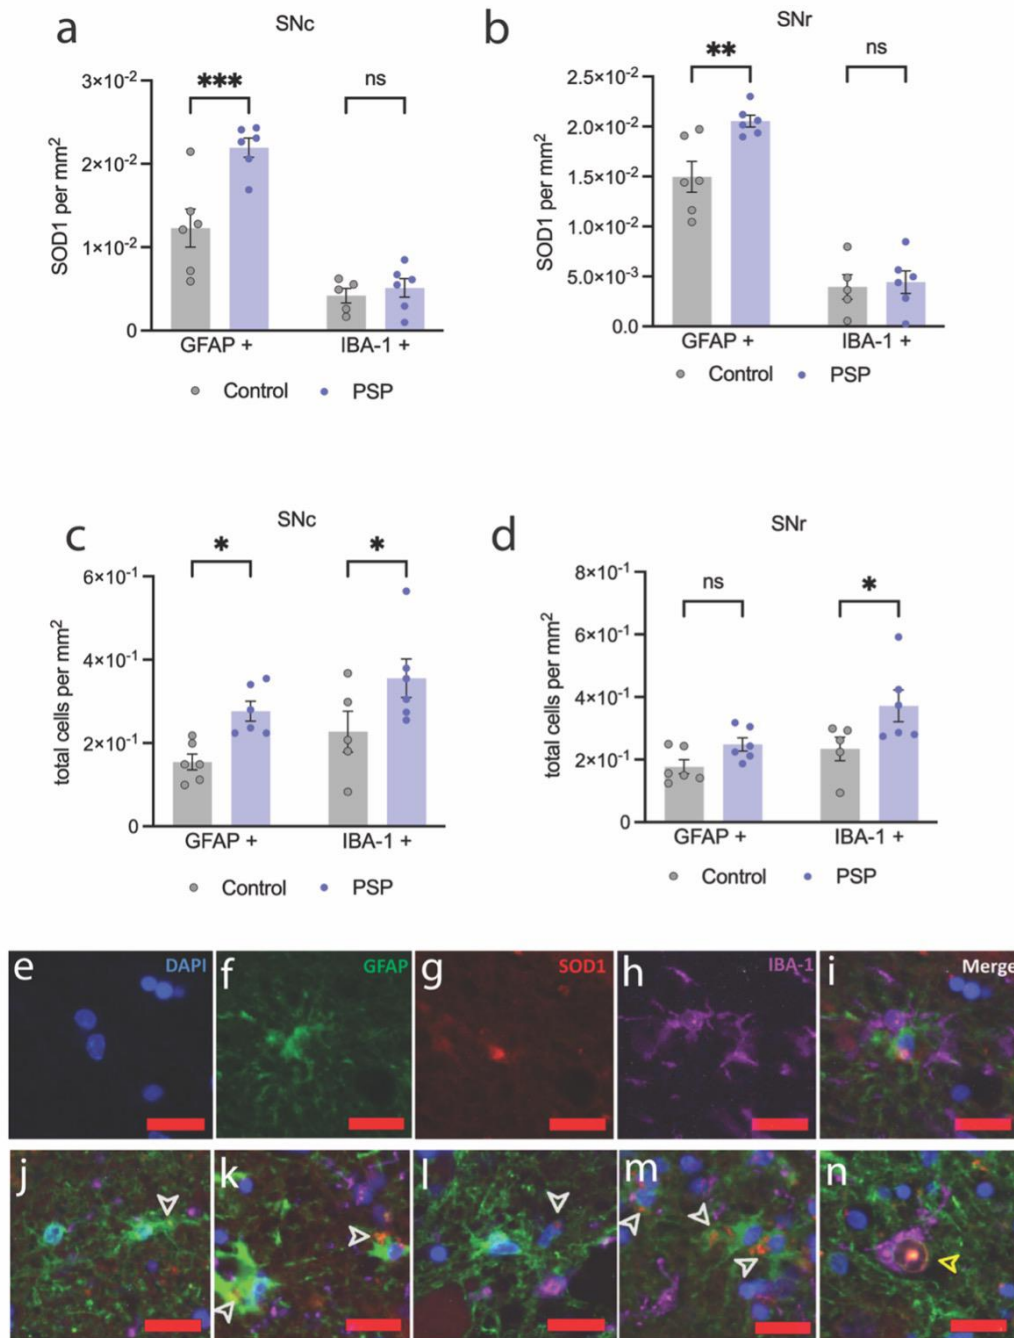 a
SNc
SOD1 per mm²
3×10⁻²
2×10⁻²
1×10⁻²
0
***
ns
GFAP +
IBA-1 +
Control
PSP
b
SNr
SOD1 per mm²
2.5×10⁻²
2.0×10⁻²
1.5×10⁻²
1.0×10⁻²
5.0×10⁻³
0.0
**
ns
GFAP +
IBA-1 +
Control
PSP
c
SNc
total cells per mm²
6×10⁻¹
4×10⁻¹
2×10⁻¹
0
*
*
GFAP +
IBA-1 +
Control
PSP
d
SNr
total cells per mm²
8×10⁻¹
6×10⁻¹
4×10⁻¹
2×10⁻¹
0
ns
*
GFAP +
IBA-1 +
Control
PSP
e
DAPI
f
GFAP
g
SOD1
h
IBA-1
i
Merge
j
k
l
m
n